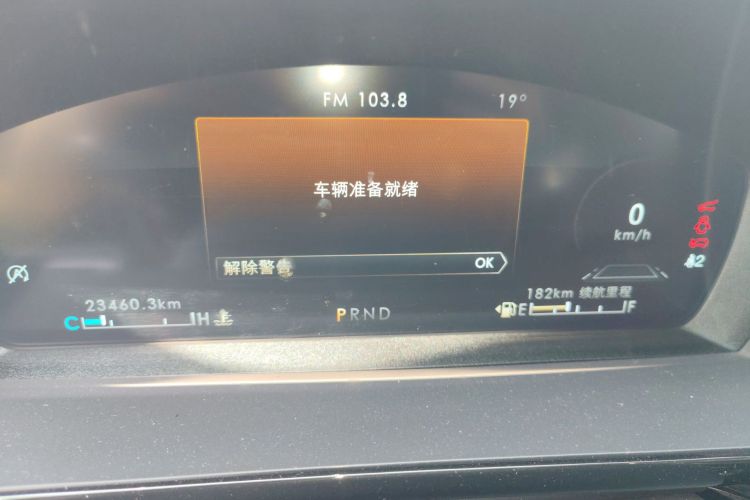 FM 103.8 19°
车辆准备就绪
0
km/h
解除警告 OK
2
23460.3km
182km 续航里程
C H
PRND
E F